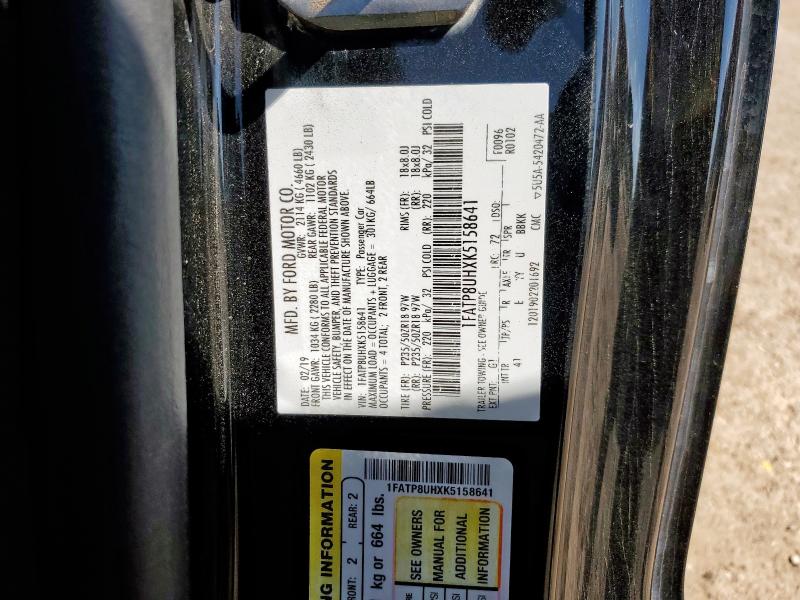 MFD. BY FORD MOTOR CO.
DATE: 02/19 GVWR: 2114 KG ( 4660 LB)
FRONT GAWR: 1034 KG ( 2280 LB) REAR GAWR: 1102 KG ( 2430 LB)
THIS VEHICLE CONFORMS TO ALL APPLICABLE FEDERAL MOTOR
VEHICLE SAFETY, BUMPER, AND THEFT PREVENTION STANDARDS
IN EFFECT ON THE DATE OF MANUFACTURE SHOWN ABOVE.
VIN: 1FATP8UHXK5158641 TYPE: Passenger Car
MAXIMUM LOAD = OCCUPANTS + LUGGAGE = 301KG/ 664LB
OCCUPANTS = 4 TOTAL; 2 FRONT, 2 REAR
TIRE (FR): P235/50ZR18 97W RIMS (FR): 18x8.0J
(RR): P235/50ZR18 97W (RR): 18x8.0J
PRESSURE (FR): 220 kPa/ 32 PSI COLD (RR): 220 kPa/ 32 PSI COLD
1FATP8UHXK5158641
TRAILER TOWING - SEE OWNER GUIDE
EXT PNT: G1 RC: 72 DSO: F0096
INT TR TP/PS R AXLE TR SPR R0102
41 E YY U BBKK
1201902201692 CMC ▽5U5A-5420472-AA
NG INFORMATION
FRONT: 2 REAR: 2
kg or 664 lbs.
1FATP8UHXK5158641
SEE OWNERS
MANUAL FOR
ADDITIONAL
INFORMATION